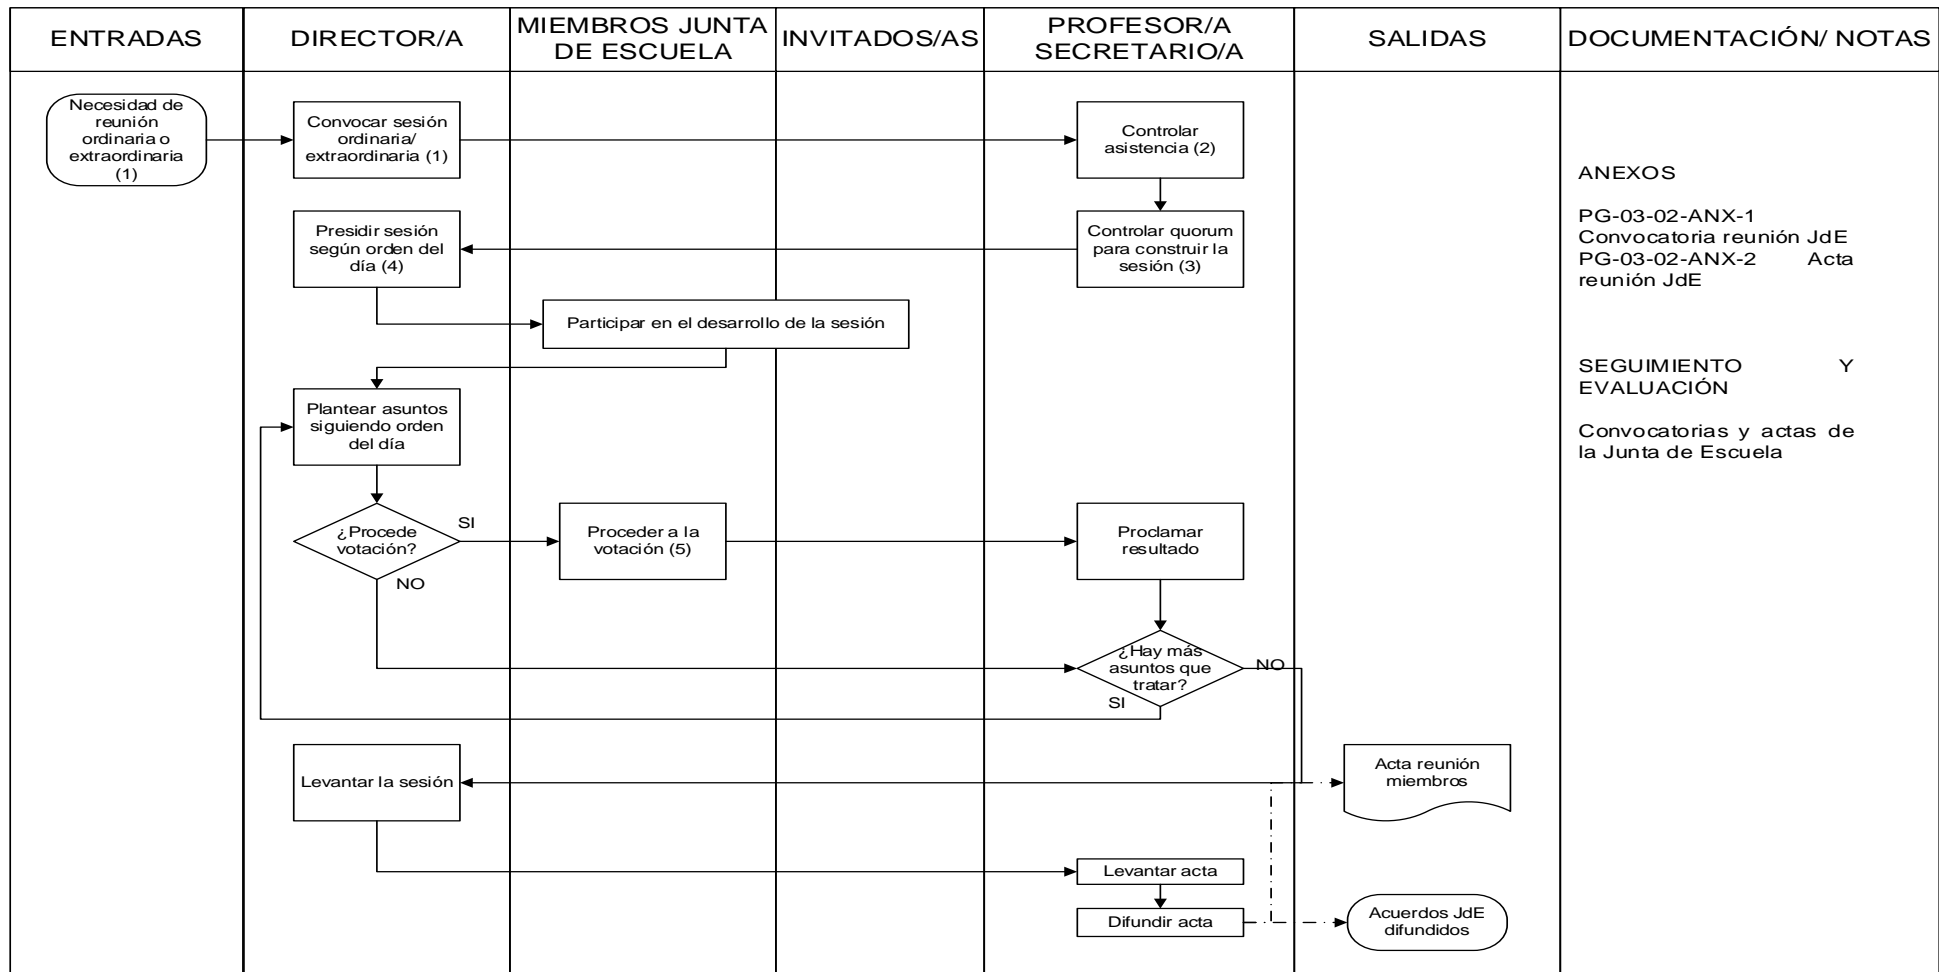 ENTRADAS
DIRECTOR/A
MIEMBROS JUNTA
DE ESCUELA
INVITADOS/AS
PROFESOR/A
SECRETARIO/A
SALIDAS
DOCUMENTACIÓN/ NOTAS
Necesidad de
reunión
ordinaria o
extraordinaria
(1)
Convocar sesión
ordinaria/
extraordinaria (1)
Controlar
asistencia (2)
Presidir sesión
según orden del
día (4)
Controlar quorum
para construir la
sesión (3)
Participar en el desarrollo de la sesión
Plantear asuntos
siguiendo orden
del día
¿Procede
votación?
SI
NO
Proceder a la
votación (5)
Proclamar
resultado
¿Hay más
asuntos que
tratar?
NO
SI
Levantar la sesión
Acta reunión
miembros
Levantar acta
Difundir acta
Acuerdos JdE
difundidos
ANEXOS
PG-03-02-ANX-1
Convocatoria reunión JdE
PG-03-02-ANX-2 Acta
reunión JdE
SEGUIMIENTO Y
EVALUACIÓN
Convocatorias y actas de
la Junta de Escuela